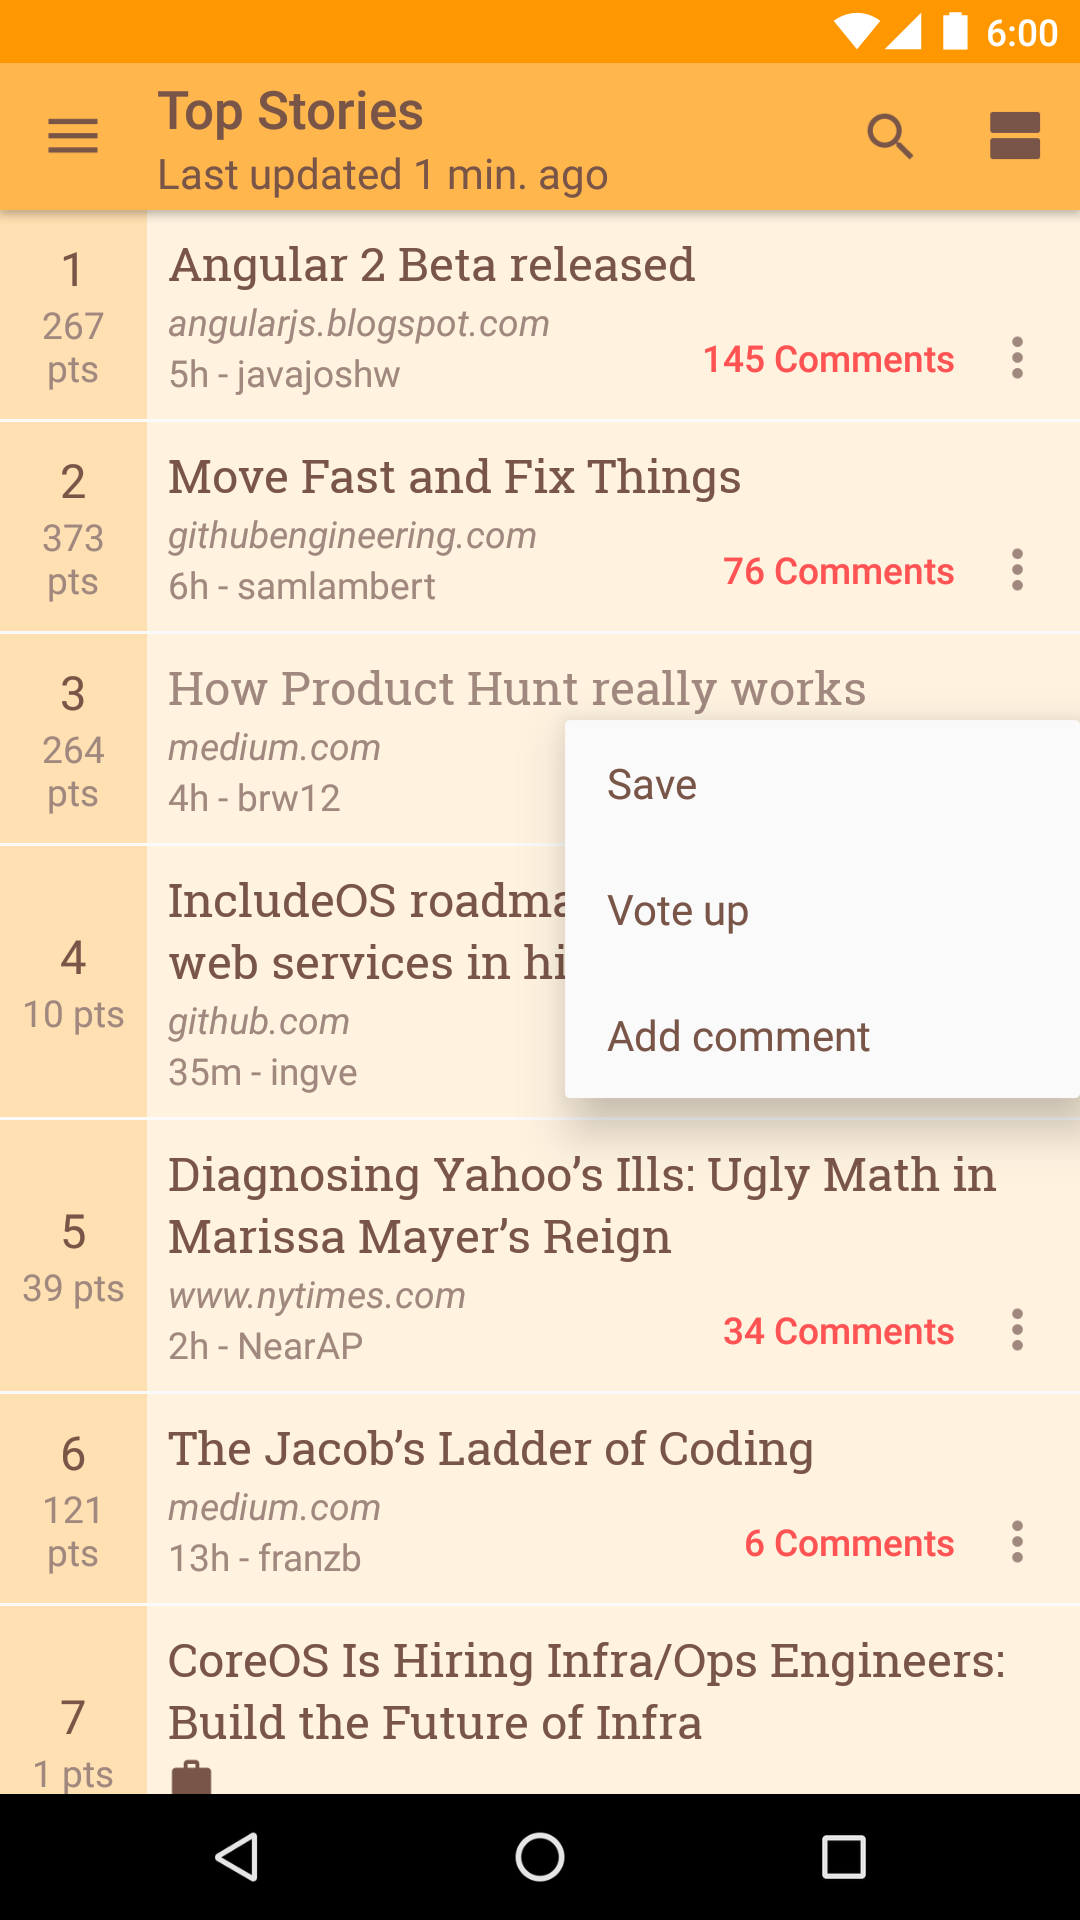 6:00
Top Stories
Last updated 1 min. ago
1
267
pts
Angular 2 Beta released
angularjs.blogspot.com
5h - javajoshw
145 Comments
2
373
pts
Move Fast and Fix Things
githubengineering.com
6h - samlambert
76 Comments
3
264
pts
How Product Hunt really works
medium.com
4h - brw12
Save
Vote up
Add comment
4
10 pts
IncludeOS
web services in
github.com
35m - ingve
5
39 pts
Diagnosing Yahoo’s Ills: Ugly Math in
Marissa Mayer’s Reign
www.nytimes.com
2h - NearAP
34 Comments
6
121
pts
The Jacob’s Ladder of Coding
medium.com
13h - franzb
6 Comments
7
1 pts
CoreOS Is Hiring Infra/Ops Engineers:
Build the Future of Infra